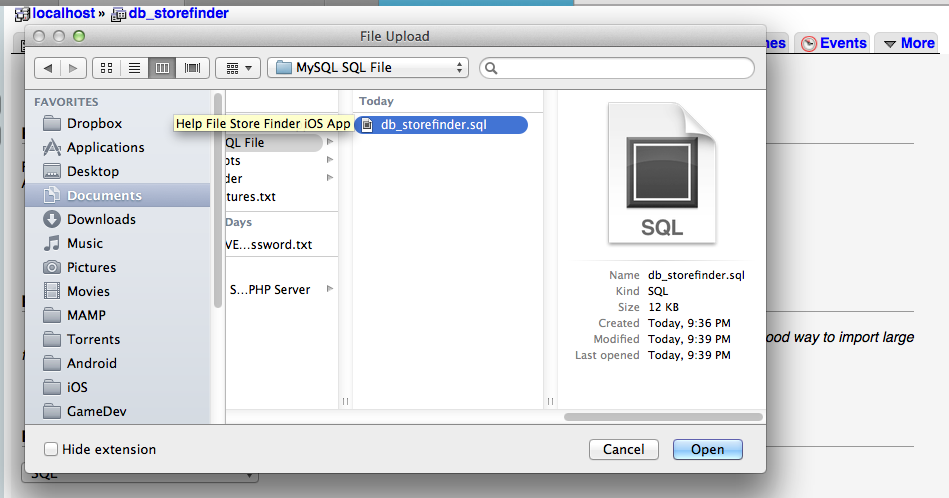 localhost » db_storefinder
Events
More
File Upload
MySQL SQL File
FAVORITES
Dropbox
Applications
Desktop
Documents
Downloads
Music
Pictures
Movies
MAMP
Torrents
Android
iOS
GameDev
Help File Store Finder iOS App
QL File
pts
der
tures.txt
Days
VE...ssword.txt
S...PHP Server
Today
db_storefinder.sql
SQL
Name db_storefinder.sql
Kind SQL
Size 12 KB
Created Today, 9:36 PM
Modified Today, 9:39 PM
Last opened Today, 9:39 PM
ood way to import large
Hide extension
Cancel
Open
SQL